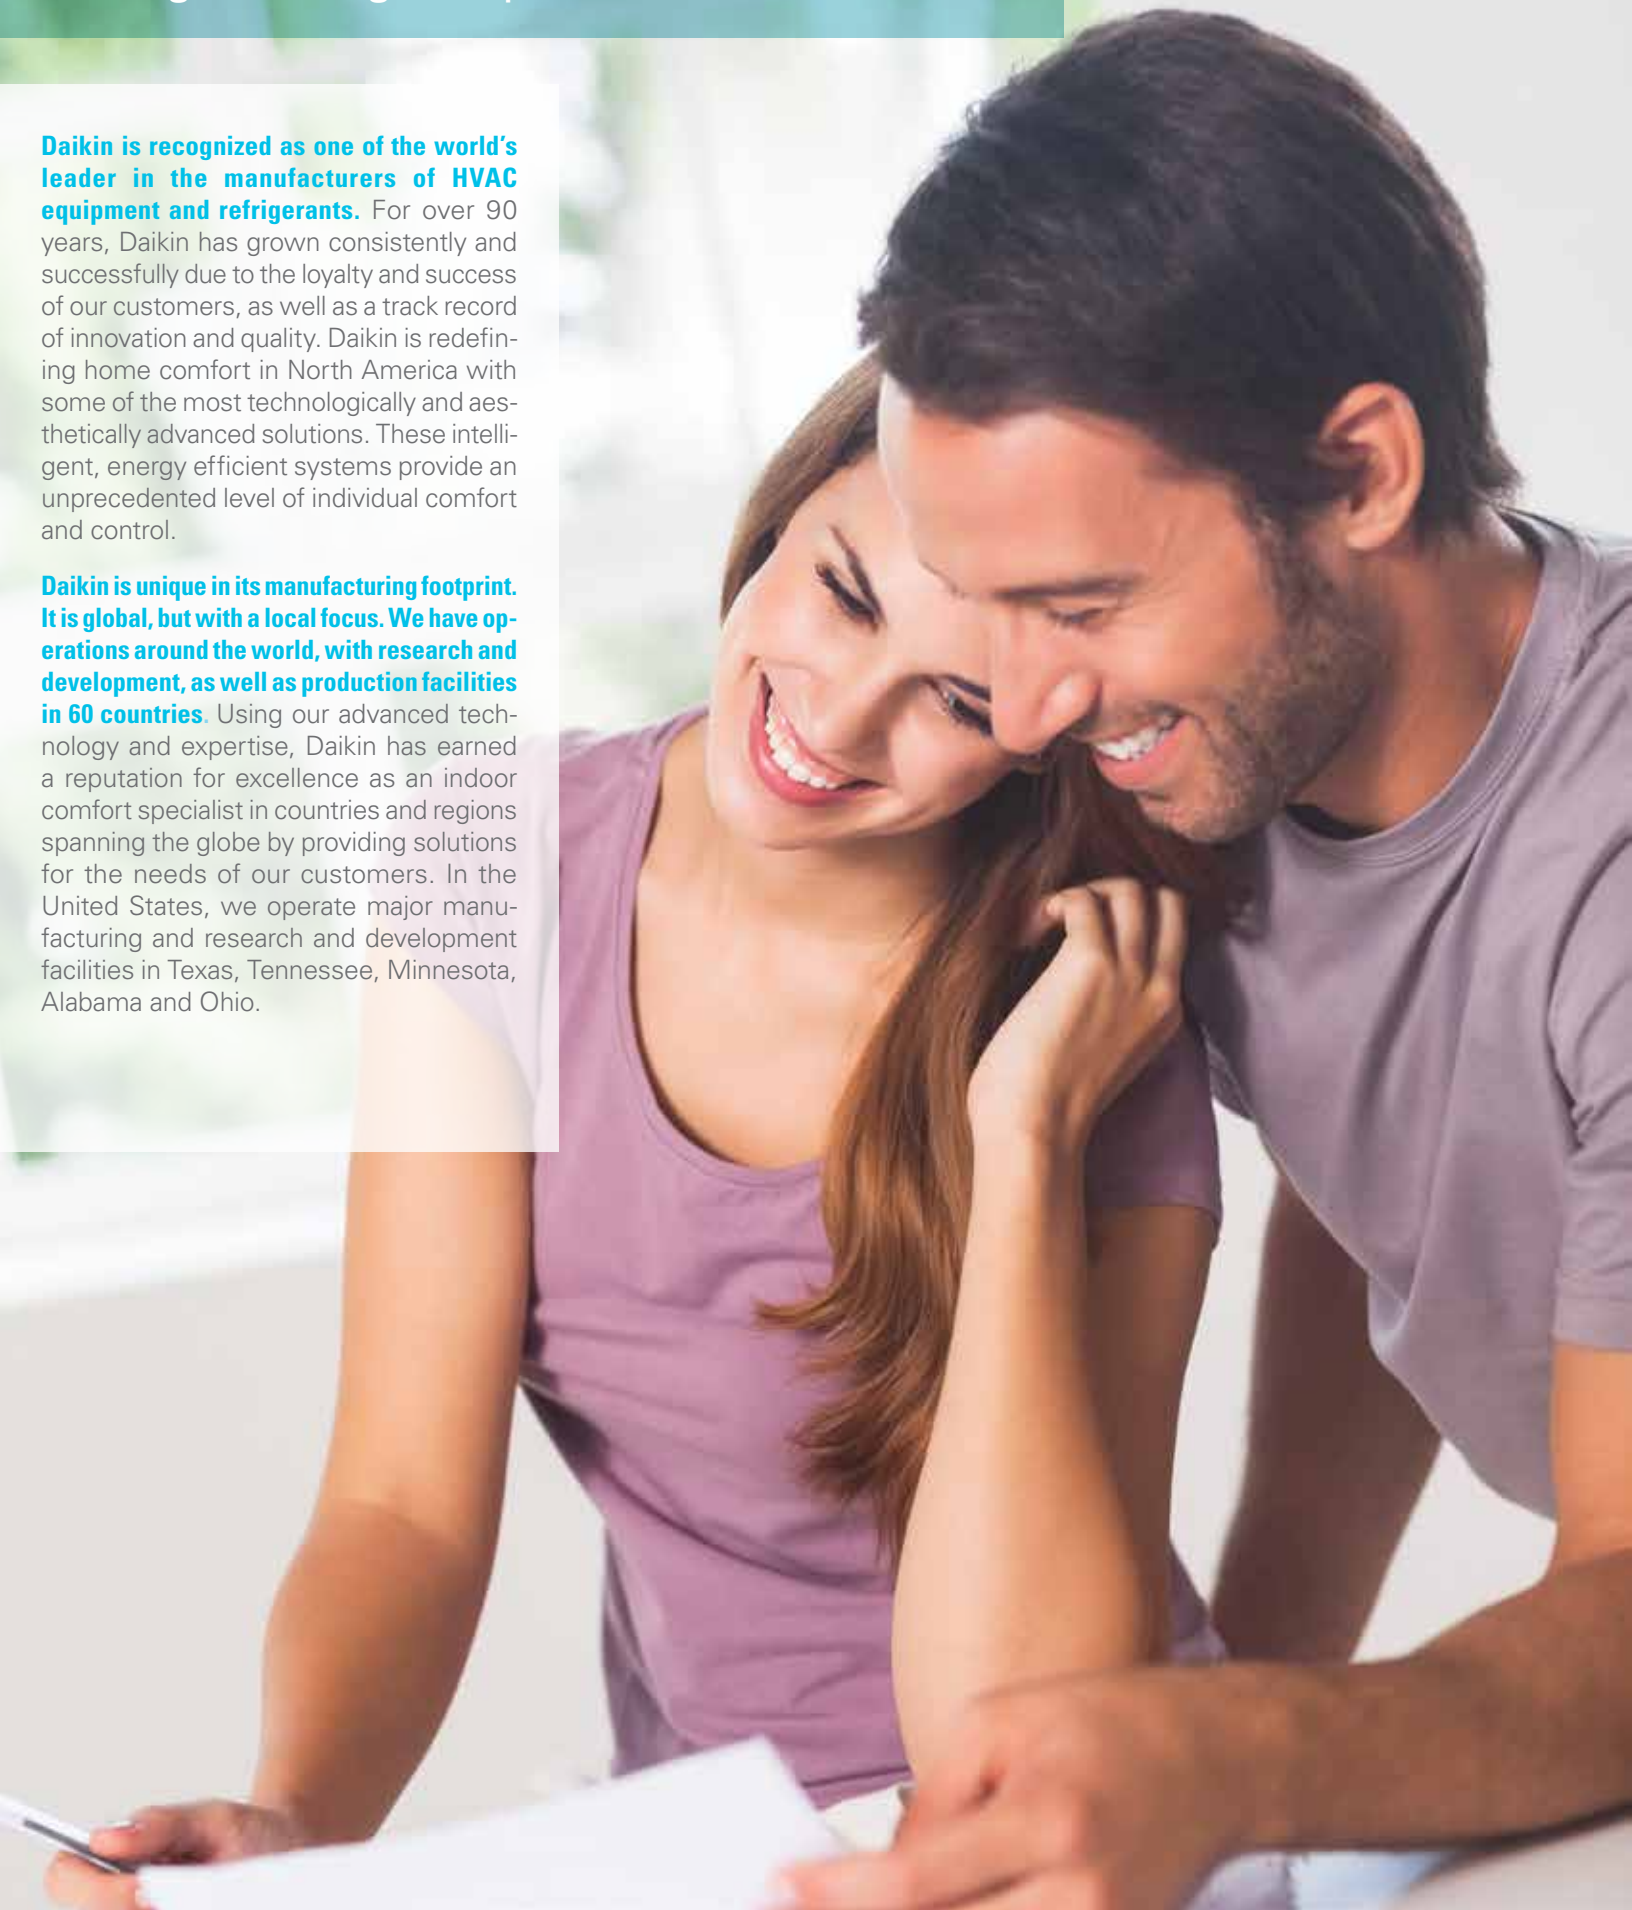 Daikin is recognized as one of the world’s
leader in the manufacturers of HVAC
equipment and refrigerants. For over 90
years, Daikin has grown consistently and
successfully due to the loyalty and success
of our customers, as well as a track record
of innovation and quality. Daikin is redefin-
ing home comfort in North America with
some of the most technologically and aes-
thetically advanced solutions. These intelli-
gent, energy efficient systems provide an
unprecedented level of individual comfort
and control.
Daikin is unique in its manufacturing footprint.
It is global, but with a local focus. We have op-
erations around the world, with research and
development, as well as production facilities
in 60 countries. Using our advanced tech-
nology and expertise, Daikin has earned
a reputation for excellence as an indoor
comfort specialist in countries and regions
spanning the globe by providing solutions
for the needs of our customers. In the
United States, we operate major manu-
facturing and research and development
facilities in Texas, Tennessee, Minnesota,
Alabama and Ohio.